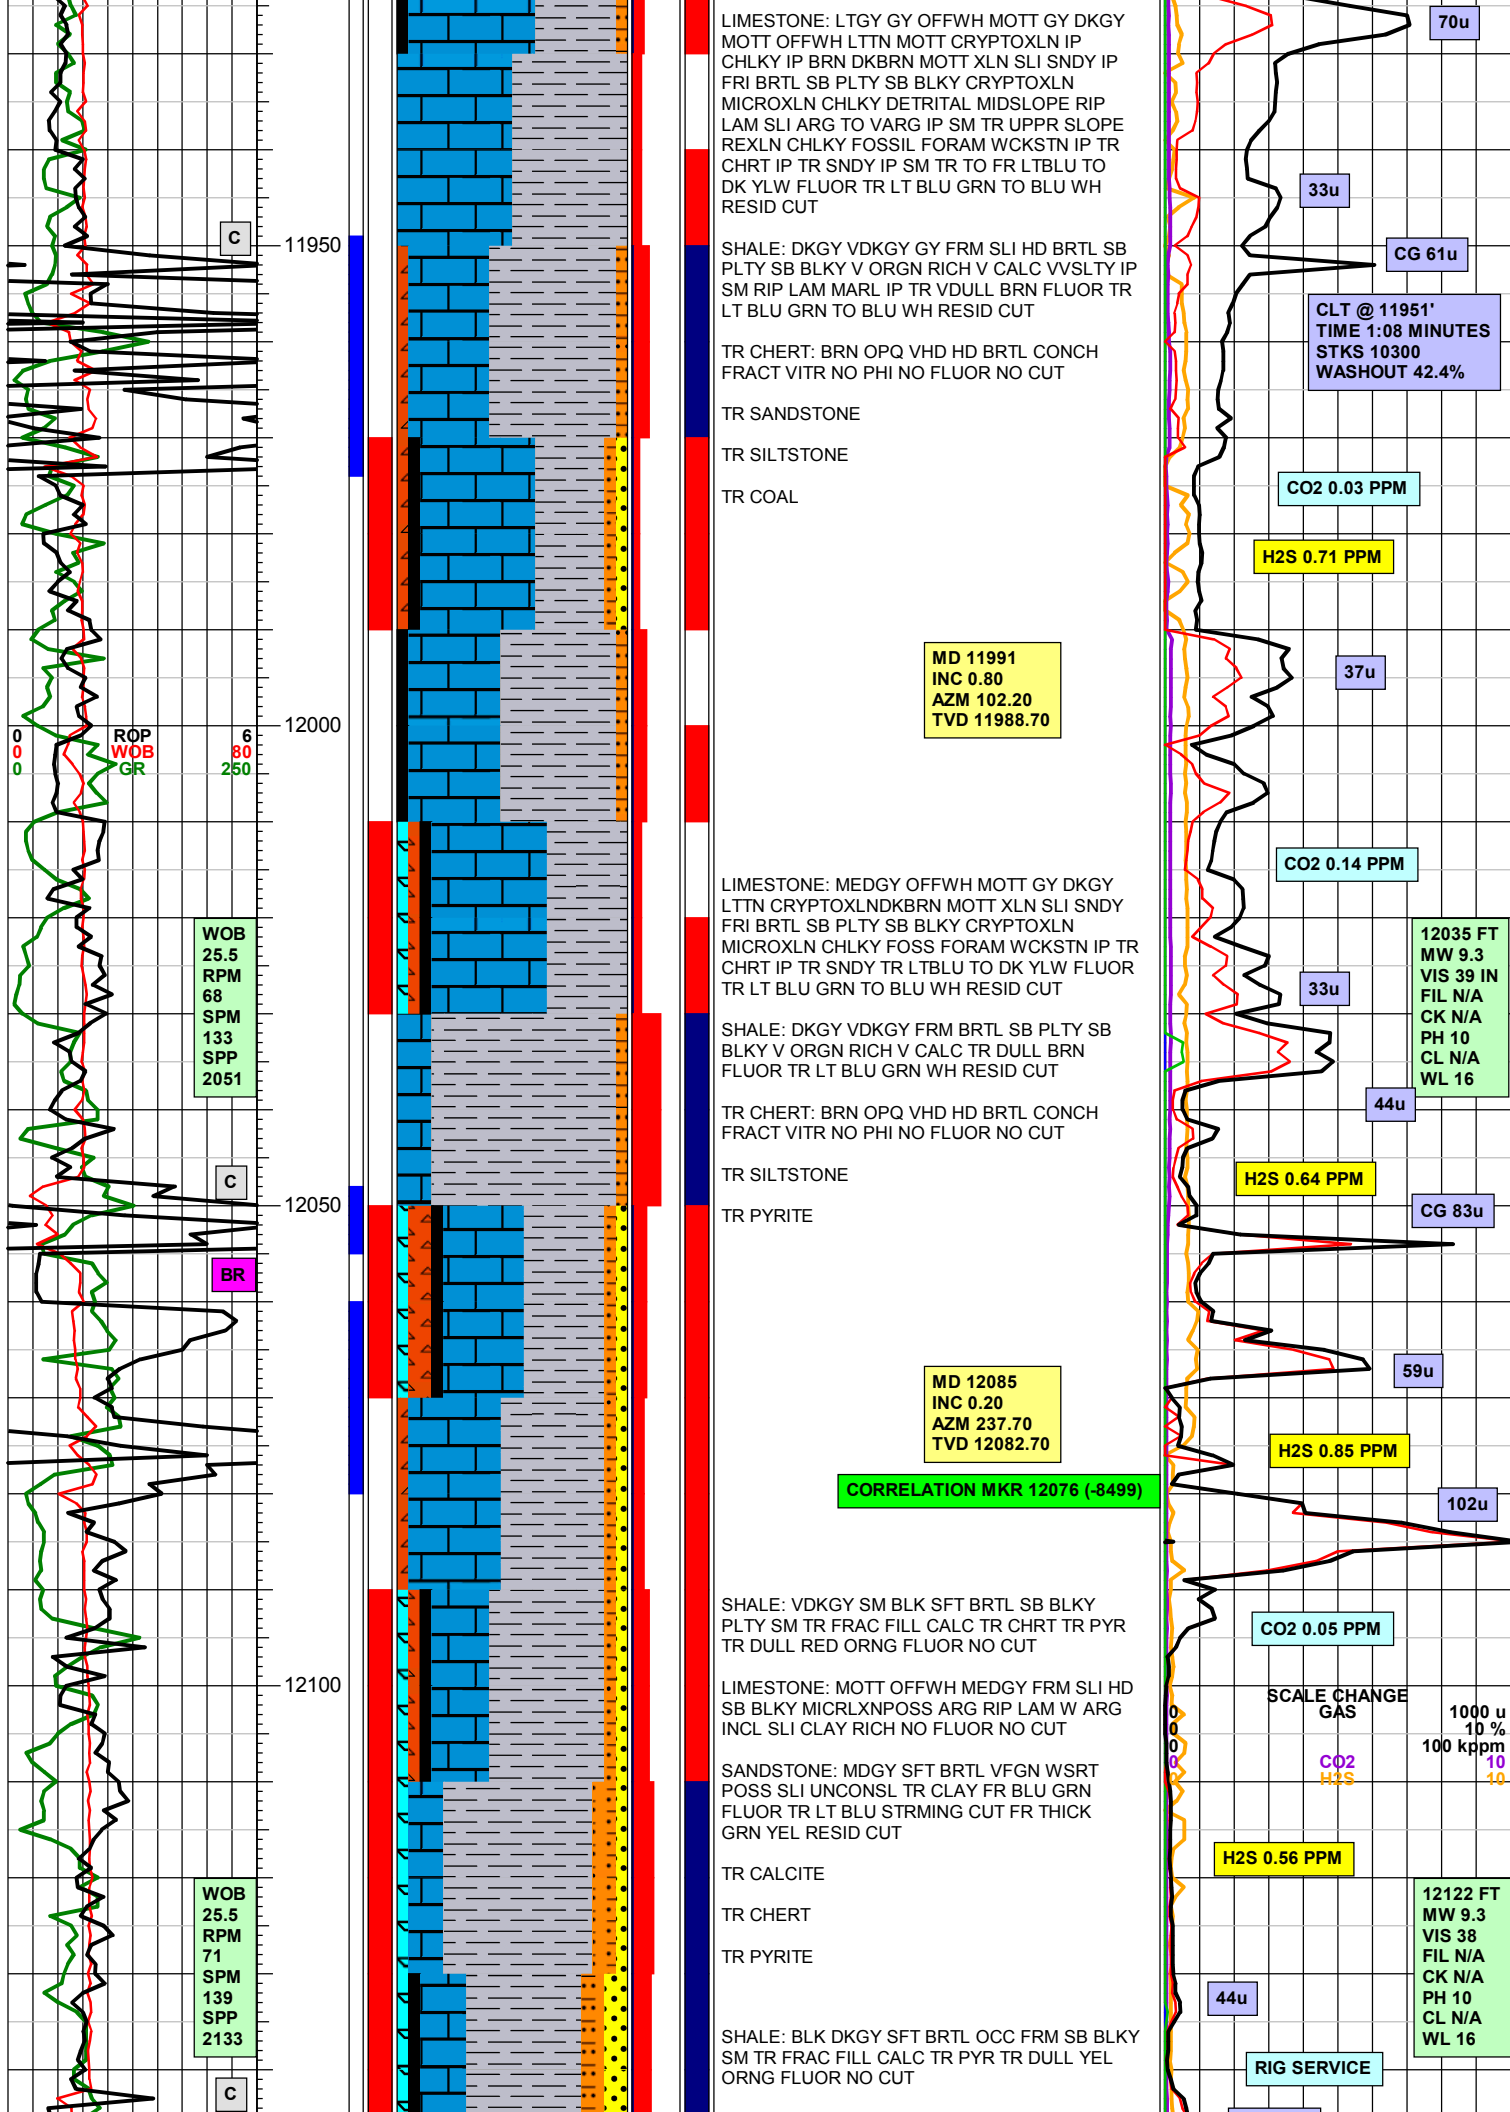 LIMESTONE: LTGY GY OFFWH MOTT GY DKGY
MOTT OFFWH LTTN MOTT CRYPTOXLN IP
CHLKY IP BRN DKBRN MOTT XLN SLI SNDY IP
FRI BRTL SB PLTY SB BLKY CRYPTOXLN
MICROXLN CHLKY DETRITAL MIDSLOPE RIP
LAM SLI ARG TO VARG IP SM TR UPPR SLOPE
REXLN CHLKY FOSSIL FORAM WCKSTN IP TR
CHRT IP TR SNDY IP SM TR TO FR LTBLU TO
DK YLW FLUOR TR LT BLU GRN TO BLU WH
RESID CUT
70u
33u
C
11950
SHALE: DKGY VDKGY GY FRM SLI HD BRTL SB
PLTY SB BLKY V ORGN RICH V CALC VVSLTY IP
SM RIP LAM MARL IP TR VDULL BRN FLUOR TR
LT BLU GRN TO BLU WH RESID CUT
CG 61u
CLT @ 11951'
TIME 1:08 MINUTES
STKS 10300
WASHOUT 42.4%
TR CHERT: BRN OPQ VHD HD BRTL CONCH
FRACT VITR NO PHI NO FLUOR NO CUT
TR SANDSTONE
TR SILTSTONE
TR COAL
CO2 0.03 PPM
H2S 0.71 PPM
MD 11991
INC 0.80
AZM 102.20
TVD 11988.70
37u
12000
0 ROP 6
0 WOB 80
0 GR 250
CO2 0.14 PPM
LIMESTONE: MEDGY OFFWH MOTT GY DKGY
LTTN CRYPTOXLNDKBRN MOTT XLN SLI SNDY
FRI BRTL SB PLTY SB BLKY CRYPTOXLN
MICROXLN CHLKY FOSS FORAM WCKSTN IP TR
CHRT IP TR SNDY TR LTBLU TO DK YLW FLUOR
TR LT BLU GRN TO BLU WH RESID CUT
WOB
25.5
RPM
68
SPM
133
SPP
2051
33u
12035 FT
MW 9.3
VIS 39 IN
FIL N/A
CK N/A
PH 10
CL N/A
WL 16
SHALE: DKGY VDKGY FRM BRTL SB PLTY SB
BLKY V ORGN RICH V CALC TR DULL BRN
FLUOR TR LT BLU GRN WH RESID CUT
44u
TR CHERT: BRN OPQ VHD HD BRTL CONCH
FRACT VITR NO PHI NO FLUOR NO CUT
TR SILTSTONE
TR PYRITE
C
12050
H2S 0.64 PPM
CG 83u
BR
MD 12085
INC 0.20
AZM 237.70
TVD 12082.70
59u
H2S 0.85 PPM
CORRELATION MKR 12076 (-8499)
102u
SHALE: VDKGY SM BLK SFT BRTL SB BLKY
PLTY SM TR FRAC FILL CALC TR CHRT TR PYR
TR DULL RED ORNG FLUOR NO CUT
CO2 0.05 PPM
12100
LIMESTONE: MOTT OFFWH MEDGY FRM SLI HD
SB BLKY MICRLXNPOSS ARG RIP LAM W ARG
INCL SLI CLAY RICH NO FLUOR NO CUT
SCALE CHANGE
0 GAS 1000 u
0 10 %
0 100 kppm
0 CO2 10
0 H2S 10
SANDSTONE: MDGY SFT BRTL VFGN WSRT
POSS SLI UNCONSL TR CLAY FR BLU GRN
FLUOR TR LT BLU STRMING CUT FR THICK
GRN YEL RESID CUT
H2S 0.56 PPM
TR CALCITE
TR CHERT
TR PYRITE
WOB
25.5
RPM
71
SPM
139
SPP
2133
12122 FT
MW 9.3
VIS 38
FIL N/A
CK N/A
PH 10
CL N/A
WL 16
44u
SHALE: BLK DKGY SFT BRTL OCC FRM SB BLKY
SM TR FRAC FILL CALC TR PYR TR DULL YEL
ORNG FLUOR NO CUT
RIG SERVICE
C